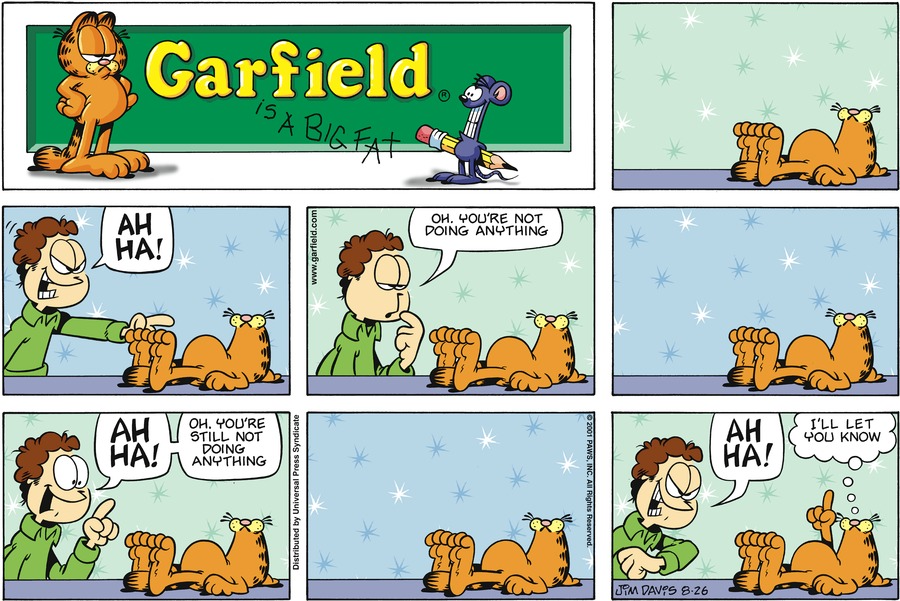 Garfield®
is A BIG FAT
AH
HA!
www.garfield.com
OH. YOU'RE NOT
DOING ANYTHING
AH
HA!
OH. YOU'RE
STILL NOT
DOING
ANYTHING
Distributed by Universal Press Syndicate
© 2001 PAWS, INC. All Rights Reserved.
AH
HA!
I'LL LET
YOU KNOW
JIM DAVIS 8·26